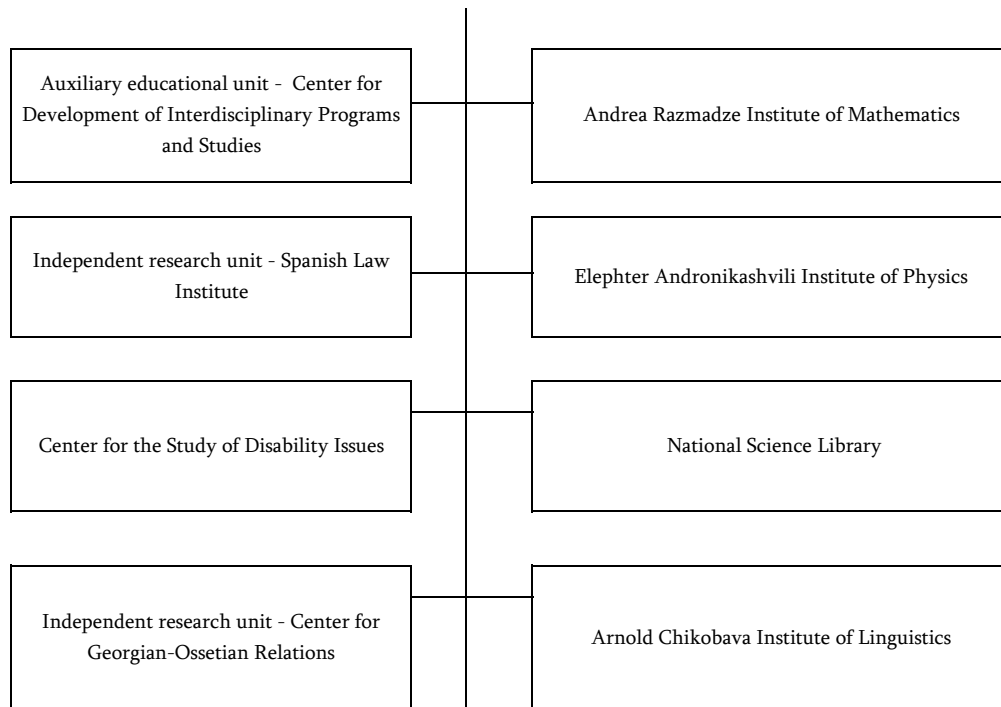 Auxiliary educational unit - Center for
Development of Interdisciplinary Programs
and Studies
Andrea Razmadze Institute of Mathematics
Independent research unit - Spanish Law
Institute
Elephter Andronikashvili Institute of Physics
Center for the Study of Disability Issues
National Science Library
Independent research unit - Center for
Georgian-Ossetian Relations
Arnold Chikobava Institute of Linguistics